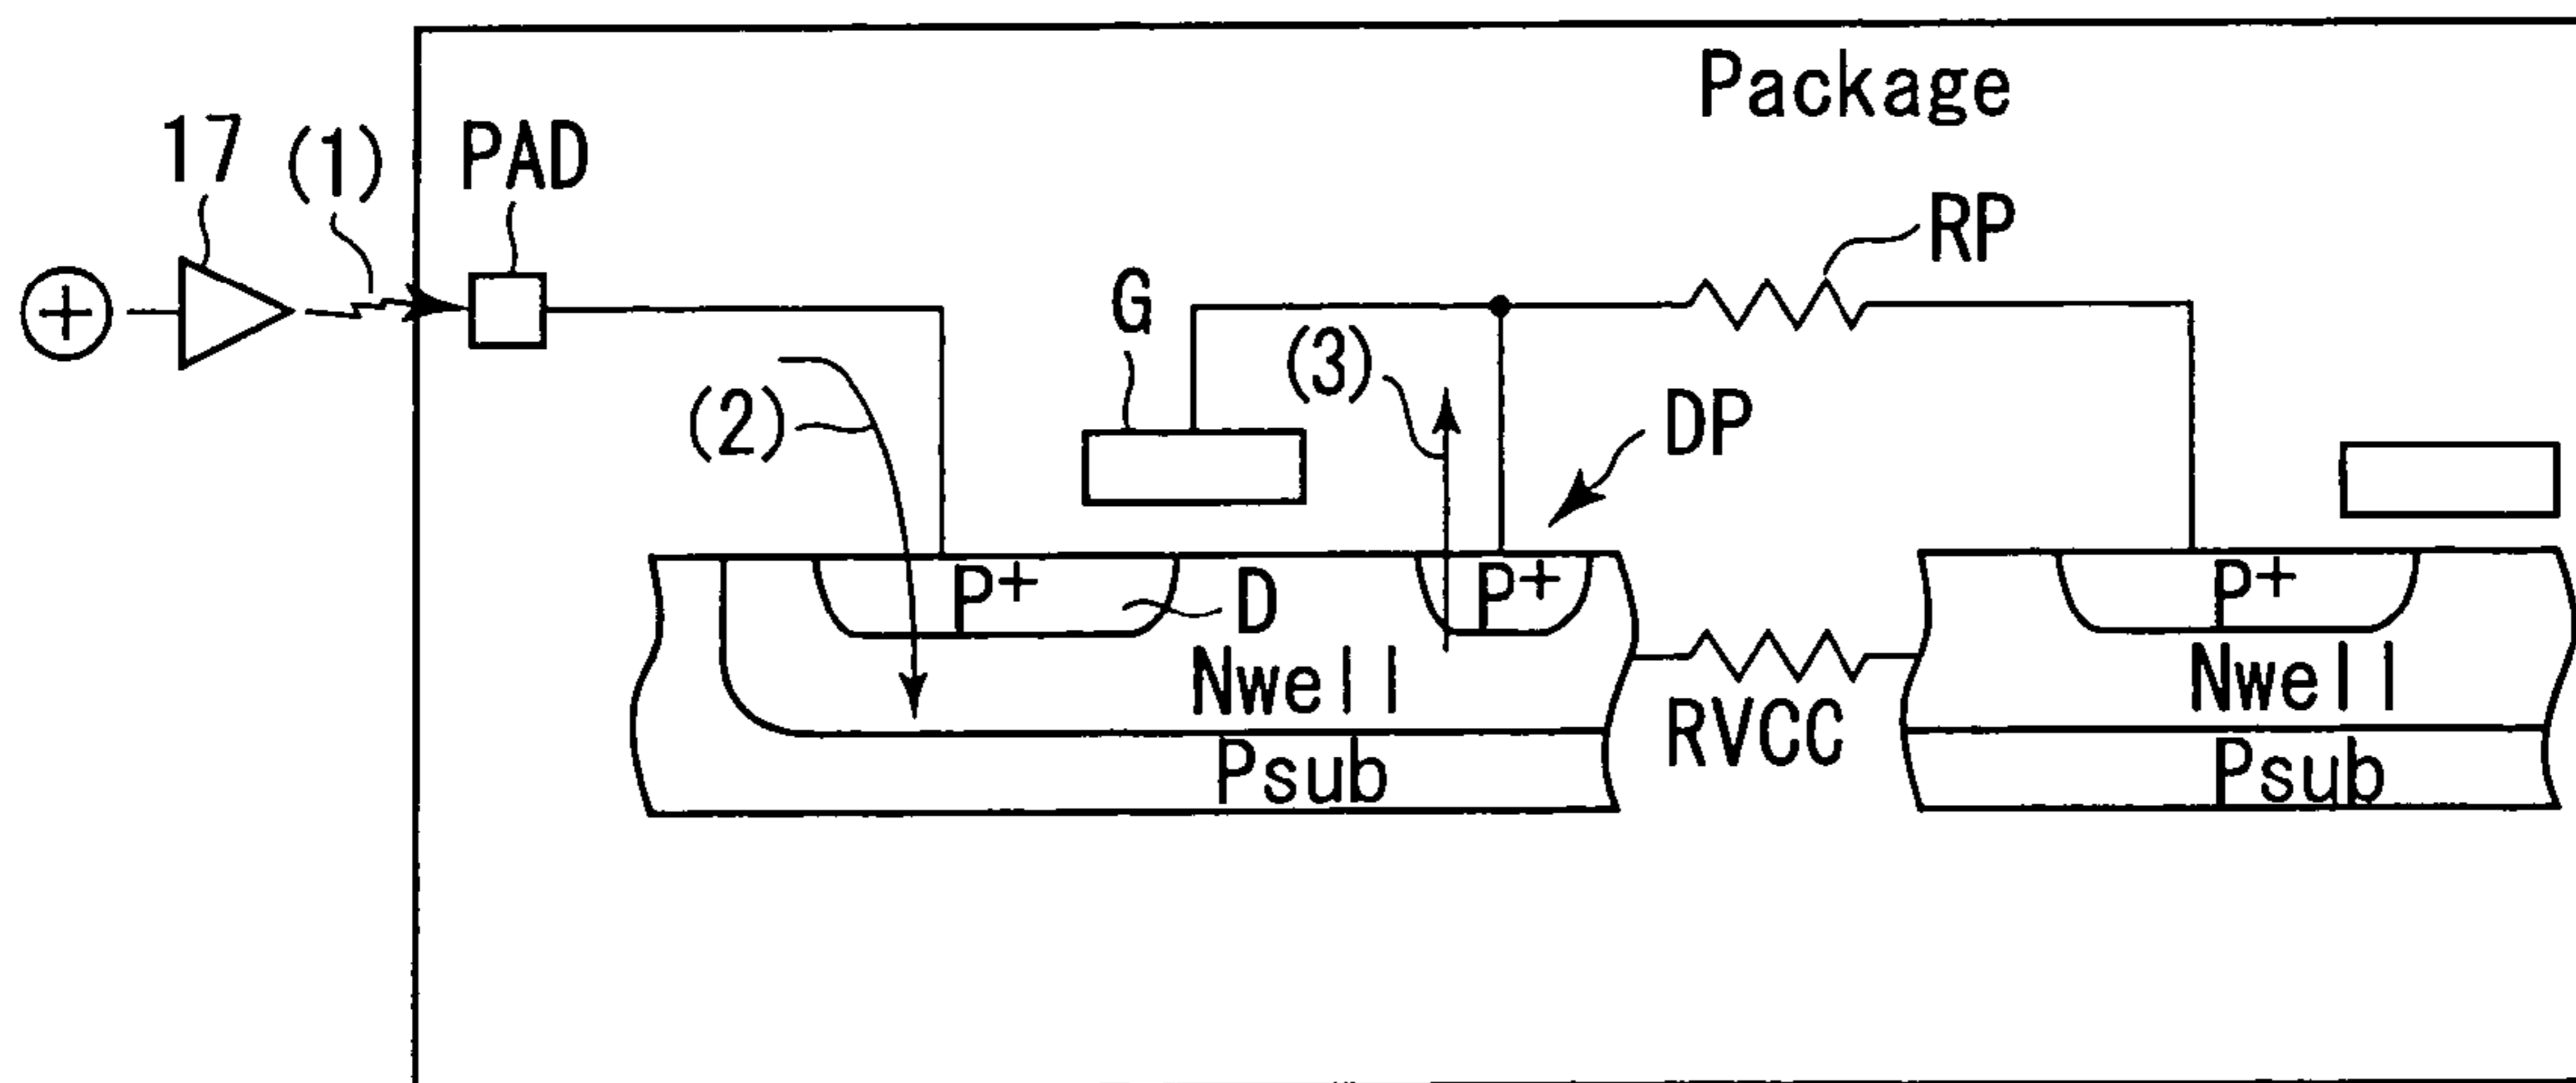 Package
17
(1)
PAD
RP
G
(3)
(2)
DP
P+
D
P+
P+
Nwell
Nwell
RVCC
Psub
Psub